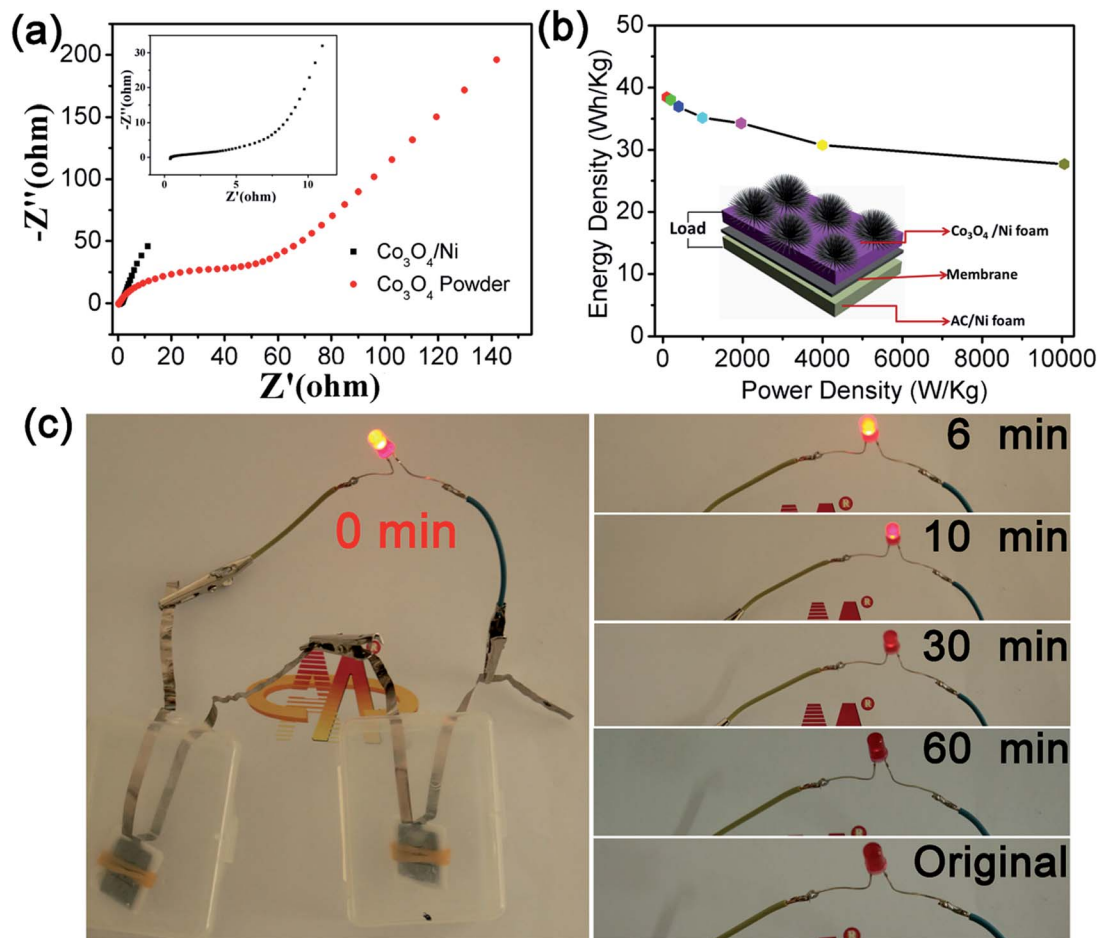 (a)
-Z''(ohm)
200
150
100
50
0
0 20 40 60 80 100 120 140
Z'(ohm)
-Z''(ohm)
30
20
10
0
0 5 10
Z'(ohm)
Co₃O₄/Ni
Co₃O₄ Powder
(b)
Energy Density (Wh/Kg)
50
40
30
20
10
0
0 2000 4000 6000 8000 10000
Power Density (W/Kg)
Load
Co₃O₄ /Ni foam
Membrane
AC/Ni foam
(c)
0 min
6 min
®
10 min
®
30 min
®
60 min
Original
®